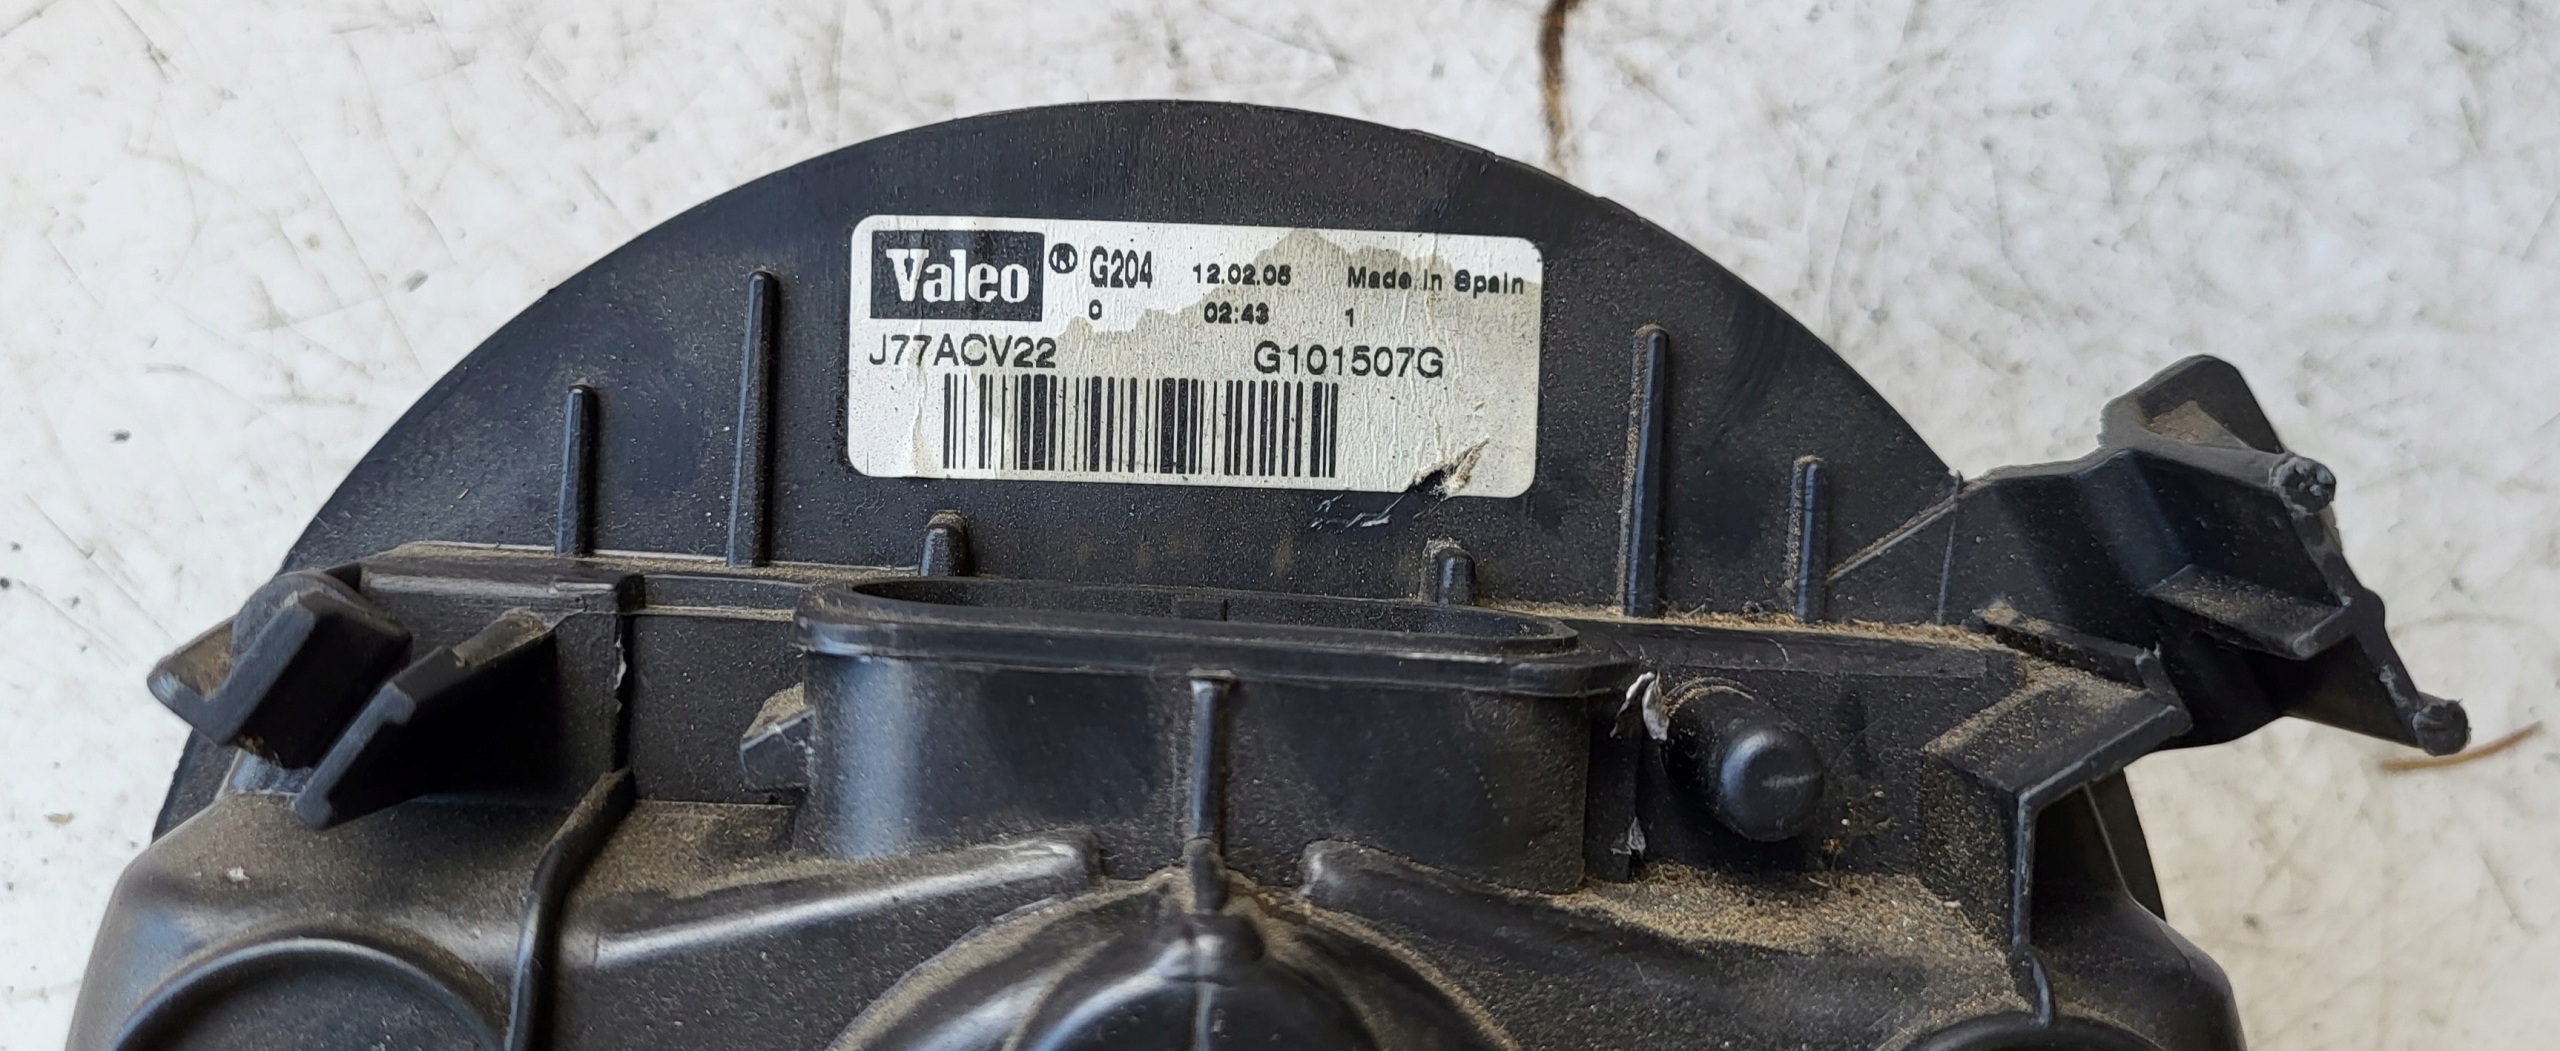 Valeo ® G204 12.02.05 Made in Spain
0 02:43 1
J77ACV22 G101507G